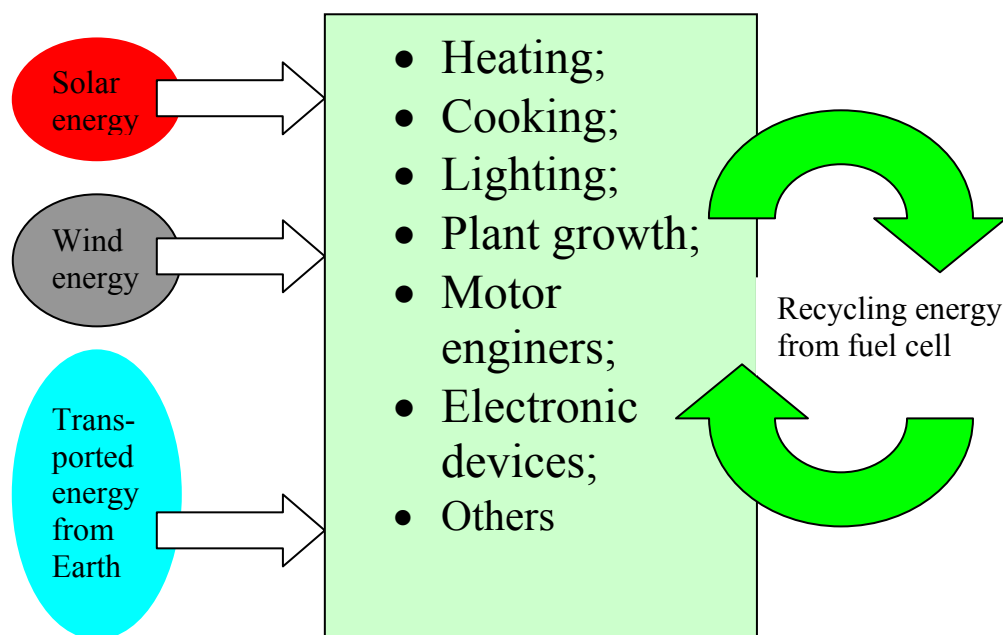 Solar
energy
Wind
energy
Trans-
ported
energy
from
Earth
• Heating;
• Cooking;
• Lighting;
• Plant growth;
• Motor
enginers;
• Electronic
devices;
• Others
Recycling energy
from fuel cell